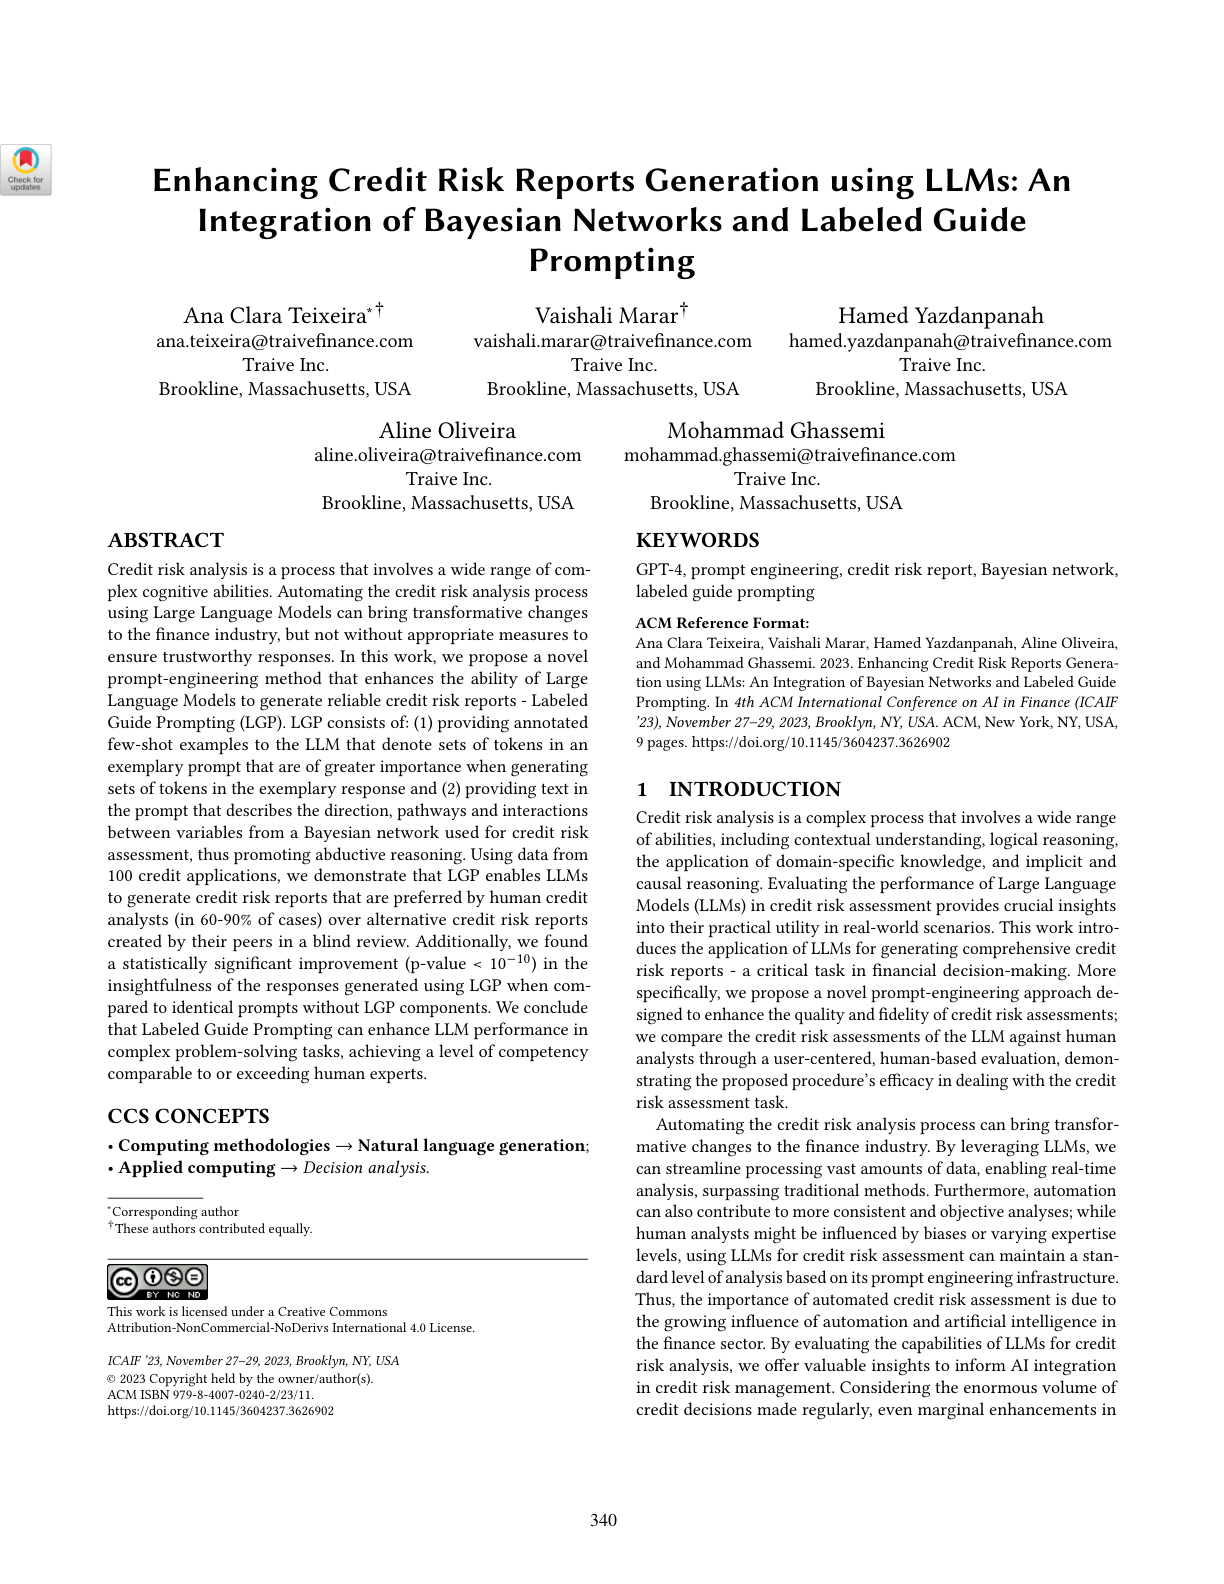 Check for
updates
Enhancing Credit Risk Reports Generation using LLMs: An
Integration of Bayesian Networks and Labeled Guide
Prompting
Ana Clara Teixeira*†
ana.teixeira@traivefinance.com
Traive Inc.
Brookline, Massachusetts, USA
Vaishali Marar†
vaishali.marar@traivefinance.com
Traive Inc.
Brookline, Massachusetts, USA
Hamed Yazdanpanah
hamed.yazdanpanah@traivefinance.com
Traive Inc.
Brookline, Massachusetts, USA
Aline Oliveira
aline.oliveira@traivefinance.com
Traive Inc.
Brookline, Massachusetts, USA
Mohammad Ghassemi
mohammad.ghassemi@traivefinance.com
Traive Inc.
Brookline, Massachusetts, USA
ABSTRACT
Credit risk analysis is a process that involves a wide range of com-
plex cognitive abilities. Automating the credit risk analysis process
using Large Language Models can bring transformative changes
to the finance industry, but not without appropriate measures to
ensure trustworthy responses. In this work, we propose a novel
prompt-engineering method that enhances the ability of Large
Language Models to generate reliable credit risk reports - Labeled
Guide Prompting (LGP). LGP consists of: (1) providing annotated
few-shot examples to the LLM that denote sets of tokens in an
exemplary prompt that are of greater importance when generating
sets of tokens in the exemplary response and (2) providing text in
the prompt that describes the direction, pathways and interactions
between variables from a Bayesian network used for credit risk
assessment, thus promoting abductive reasoning. Using data from
100 credit applications, we demonstrate that LGP enables LLMs
to generate credit risk reports that are preferred by human credit
analysts (in 60-90% of cases) over alternative credit risk reports
created by their peers in a blind review. Additionally, we found
a statistically significant improvement (p-value < 10⁻¹⁰) in the
insightfulness of the responses generated using LGP when com-
pared to identical prompts without LGP components. We conclude
that Labeled Guide Prompting can enhance LLM performance in
complex problem-solving tasks, achieving a level of competency
comparable to or exceeding human experts.
CCS CONCEPTS
• Computing methodologies → Natural language generation;
• Applied computing → Decision analysis.
*Corresponding author
†These authors contributed equally.
cc BY NC ND
This work is licensed under a Creative Commons
Attribution-NonCommercial-NoDerivs International 4.0 License.
ICAIF '23, November 27–29, 2023, Brooklyn, NY, USA
© 2023 Copyright held by the owner/author(s).
ACM ISBN 979-8-4007-0240-2/23/11.
https://doi.org/10.1145/3604237.3626902
KEYWORDS
GPT-4, prompt engineering, credit risk report, Bayesian network,
labeled guide prompting
ACM Reference Format:
Ana Clara Teixeira, Vaishali Marar, Hamed Yazdanpanah, Aline Oliveira,
and Mohammad Ghassemi. 2023. Enhancing Credit Risk Reports Genera-
tion using LLMs: An Integration of Bayesian Networks and Labeled Guide
Prompting. In 4th ACM International Conference on AI in Finance (ICAIF
'23), November 27–29, 2023, Brooklyn, NY, USA. ACM, New York, NY, USA,
9 pages. https://doi.org/10.1145/3604237.3626902
1 INTRODUCTION
Credit risk analysis is a complex process that involves a wide range
of abilities, including contextual understanding, logical reasoning,
the application of domain-specific knowledge, and implicit and
causal reasoning. Evaluating the performance of Large Language
Models (LLMs) in credit risk assessment provides crucial insights
into their practical utility in real-world scenarios. This work intro-
duces the application of LLMs for generating comprehensive credit
risk reports - a critical task in financial decision-making. More
specifically, we propose a novel prompt-engineering approach de-
signed to enhance the quality and fidelity of credit risk assessments;
we compare the credit risk assessments of the LLM against human
analysts through a user-centered, human-based evaluation, demon-
strating the proposed procedure's efficacy in dealing with the credit
risk assessment task.
Automating the credit risk analysis process can bring transfor-
mative changes to the finance industry. By leveraging LLMs, we
can streamline processing vast amounts of data, enabling real-time
analysis, surpassing traditional methods. Furthermore, automation
can also contribute to more consistent and objective analyses; while
human analysts might be influenced by biases or varying expertise
levels, using LLMs for credit risk assessment can maintain a stan-
dard level of analysis based on its prompt engineering infrastructure.
Thus, the importance of automated credit risk assessment is due to
the growing influence of automation and artificial intelligence in
the finance sector. By evaluating the capabilities of LLMs for credit
risk analysis, we offer valuable insights to inform AI integration
in credit risk management. Considering the enormous volume of
credit decisions made regularly, even marginal enhancements in
340